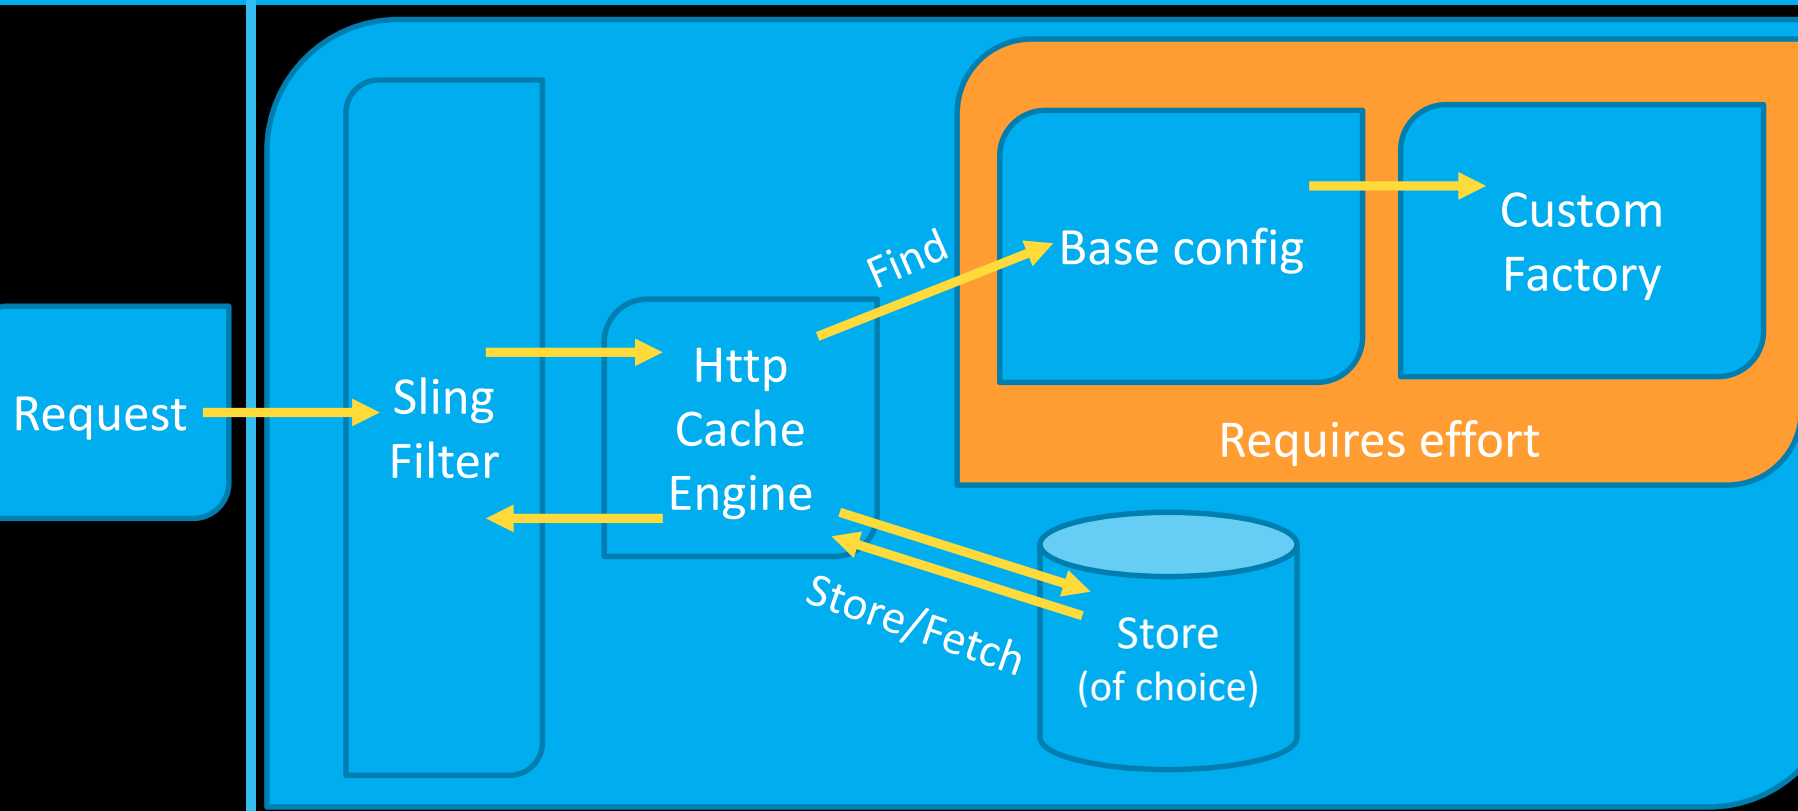 Request
Sling
Filter
Http
Cache
Engine
Find
Base config
Custom
Factory
Requires effort
Store/Fetch
Store
(of choice)